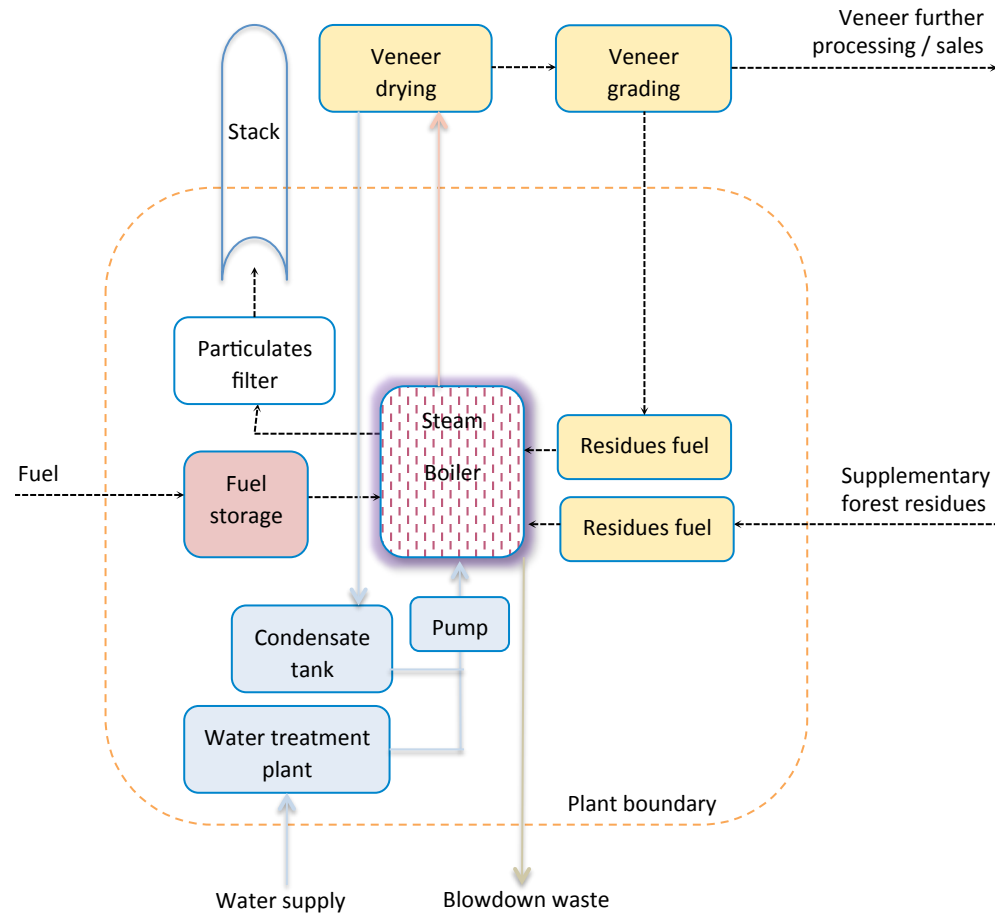 Veneer further
processing / sales
Veneer
drying
Veneer
grading
Stack
Particulates
filter
Steam
Boiler
Residues fuel
Fuel
Fuel
storage
Supplementary
forest residues
Residues fuel
Condensate
tank
Pump
Water treatment
plant
Plant boundary
Water supply
Blowdown waste